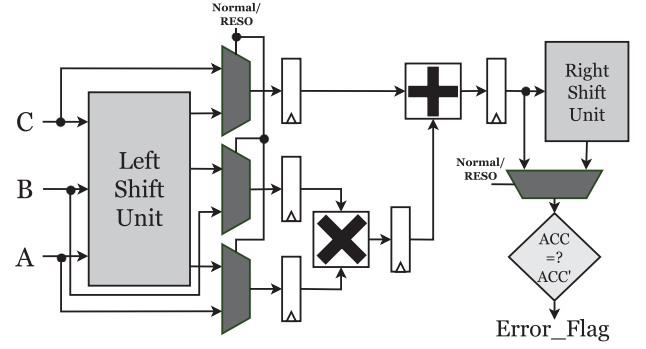 Normal/
RESO
C
B
A
Left
Shift
Unit
Right
Shift
Unit
Normal/
RESO
ACC
=?
ACC'
Error_Flag